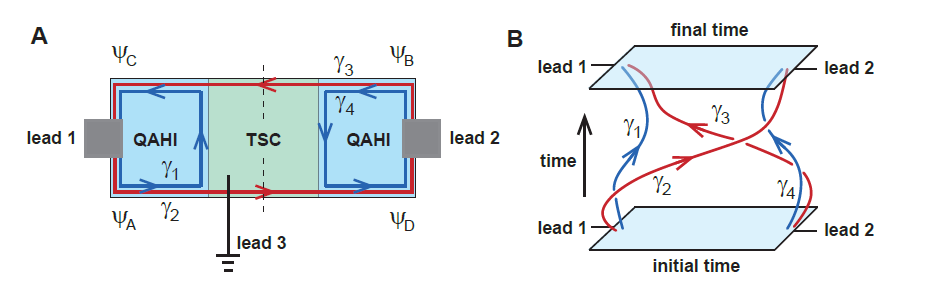 A
ψC
ψB
γ3
γ4
lead 1
QAHI
TSC
QAHI
lead 2
γ1
γ2
ψA
ψD
lead 3
B
final time
lead 1
lead 2
γ1
γ3
time
γ2
γ4
lead 1
lead 2
initial time